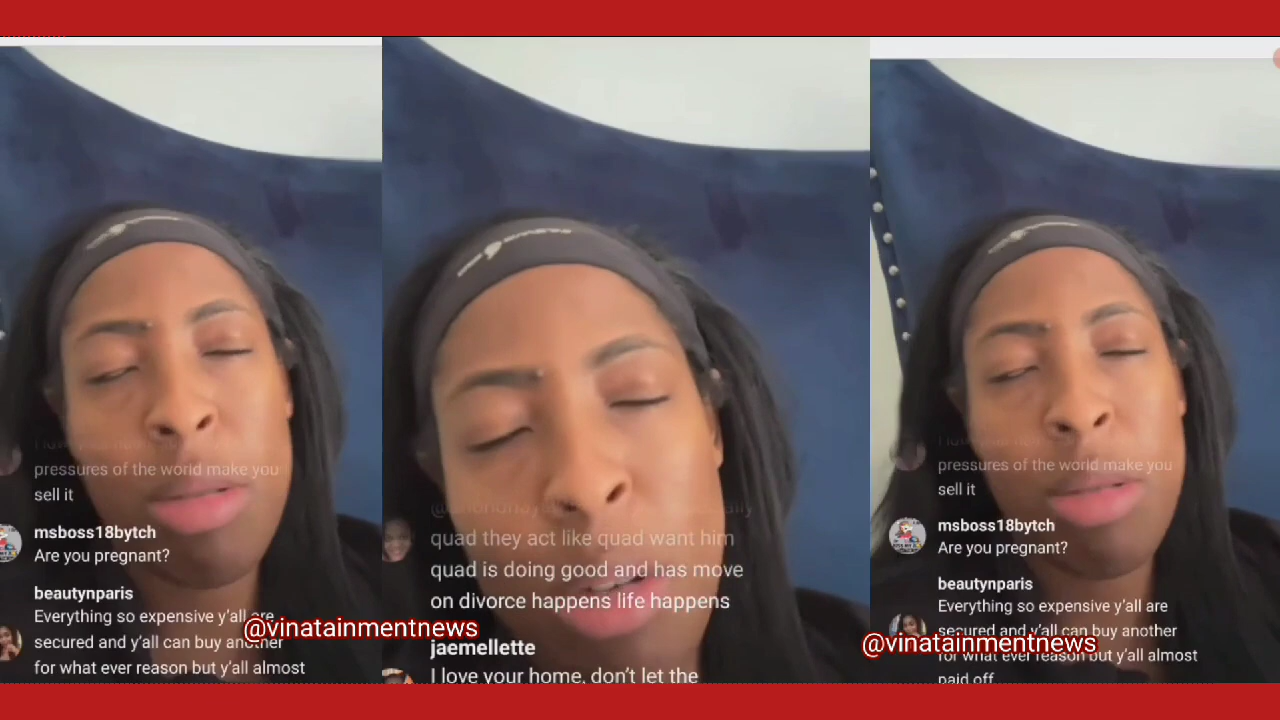 pressures of the world make you
sell it
msboss18bytch
Are you pregnant?
beautynparis
Everything so expensive y'all are
secured and y'all can buy another
for what ever reason but y'all almost
@vinatainmentnews
quad they act like quad want him
quad is doing good and has move
on divorce happens life happens
jaemellette
I love your home, don't let the
pressures of the world make you
sell it
msboss18bytch
Are you pregnant?
beautynparis
Everything so expensive y'all are
secured and y'all can buy another
for what ever reason but y'all almost
paid off
@vinatainmentnews